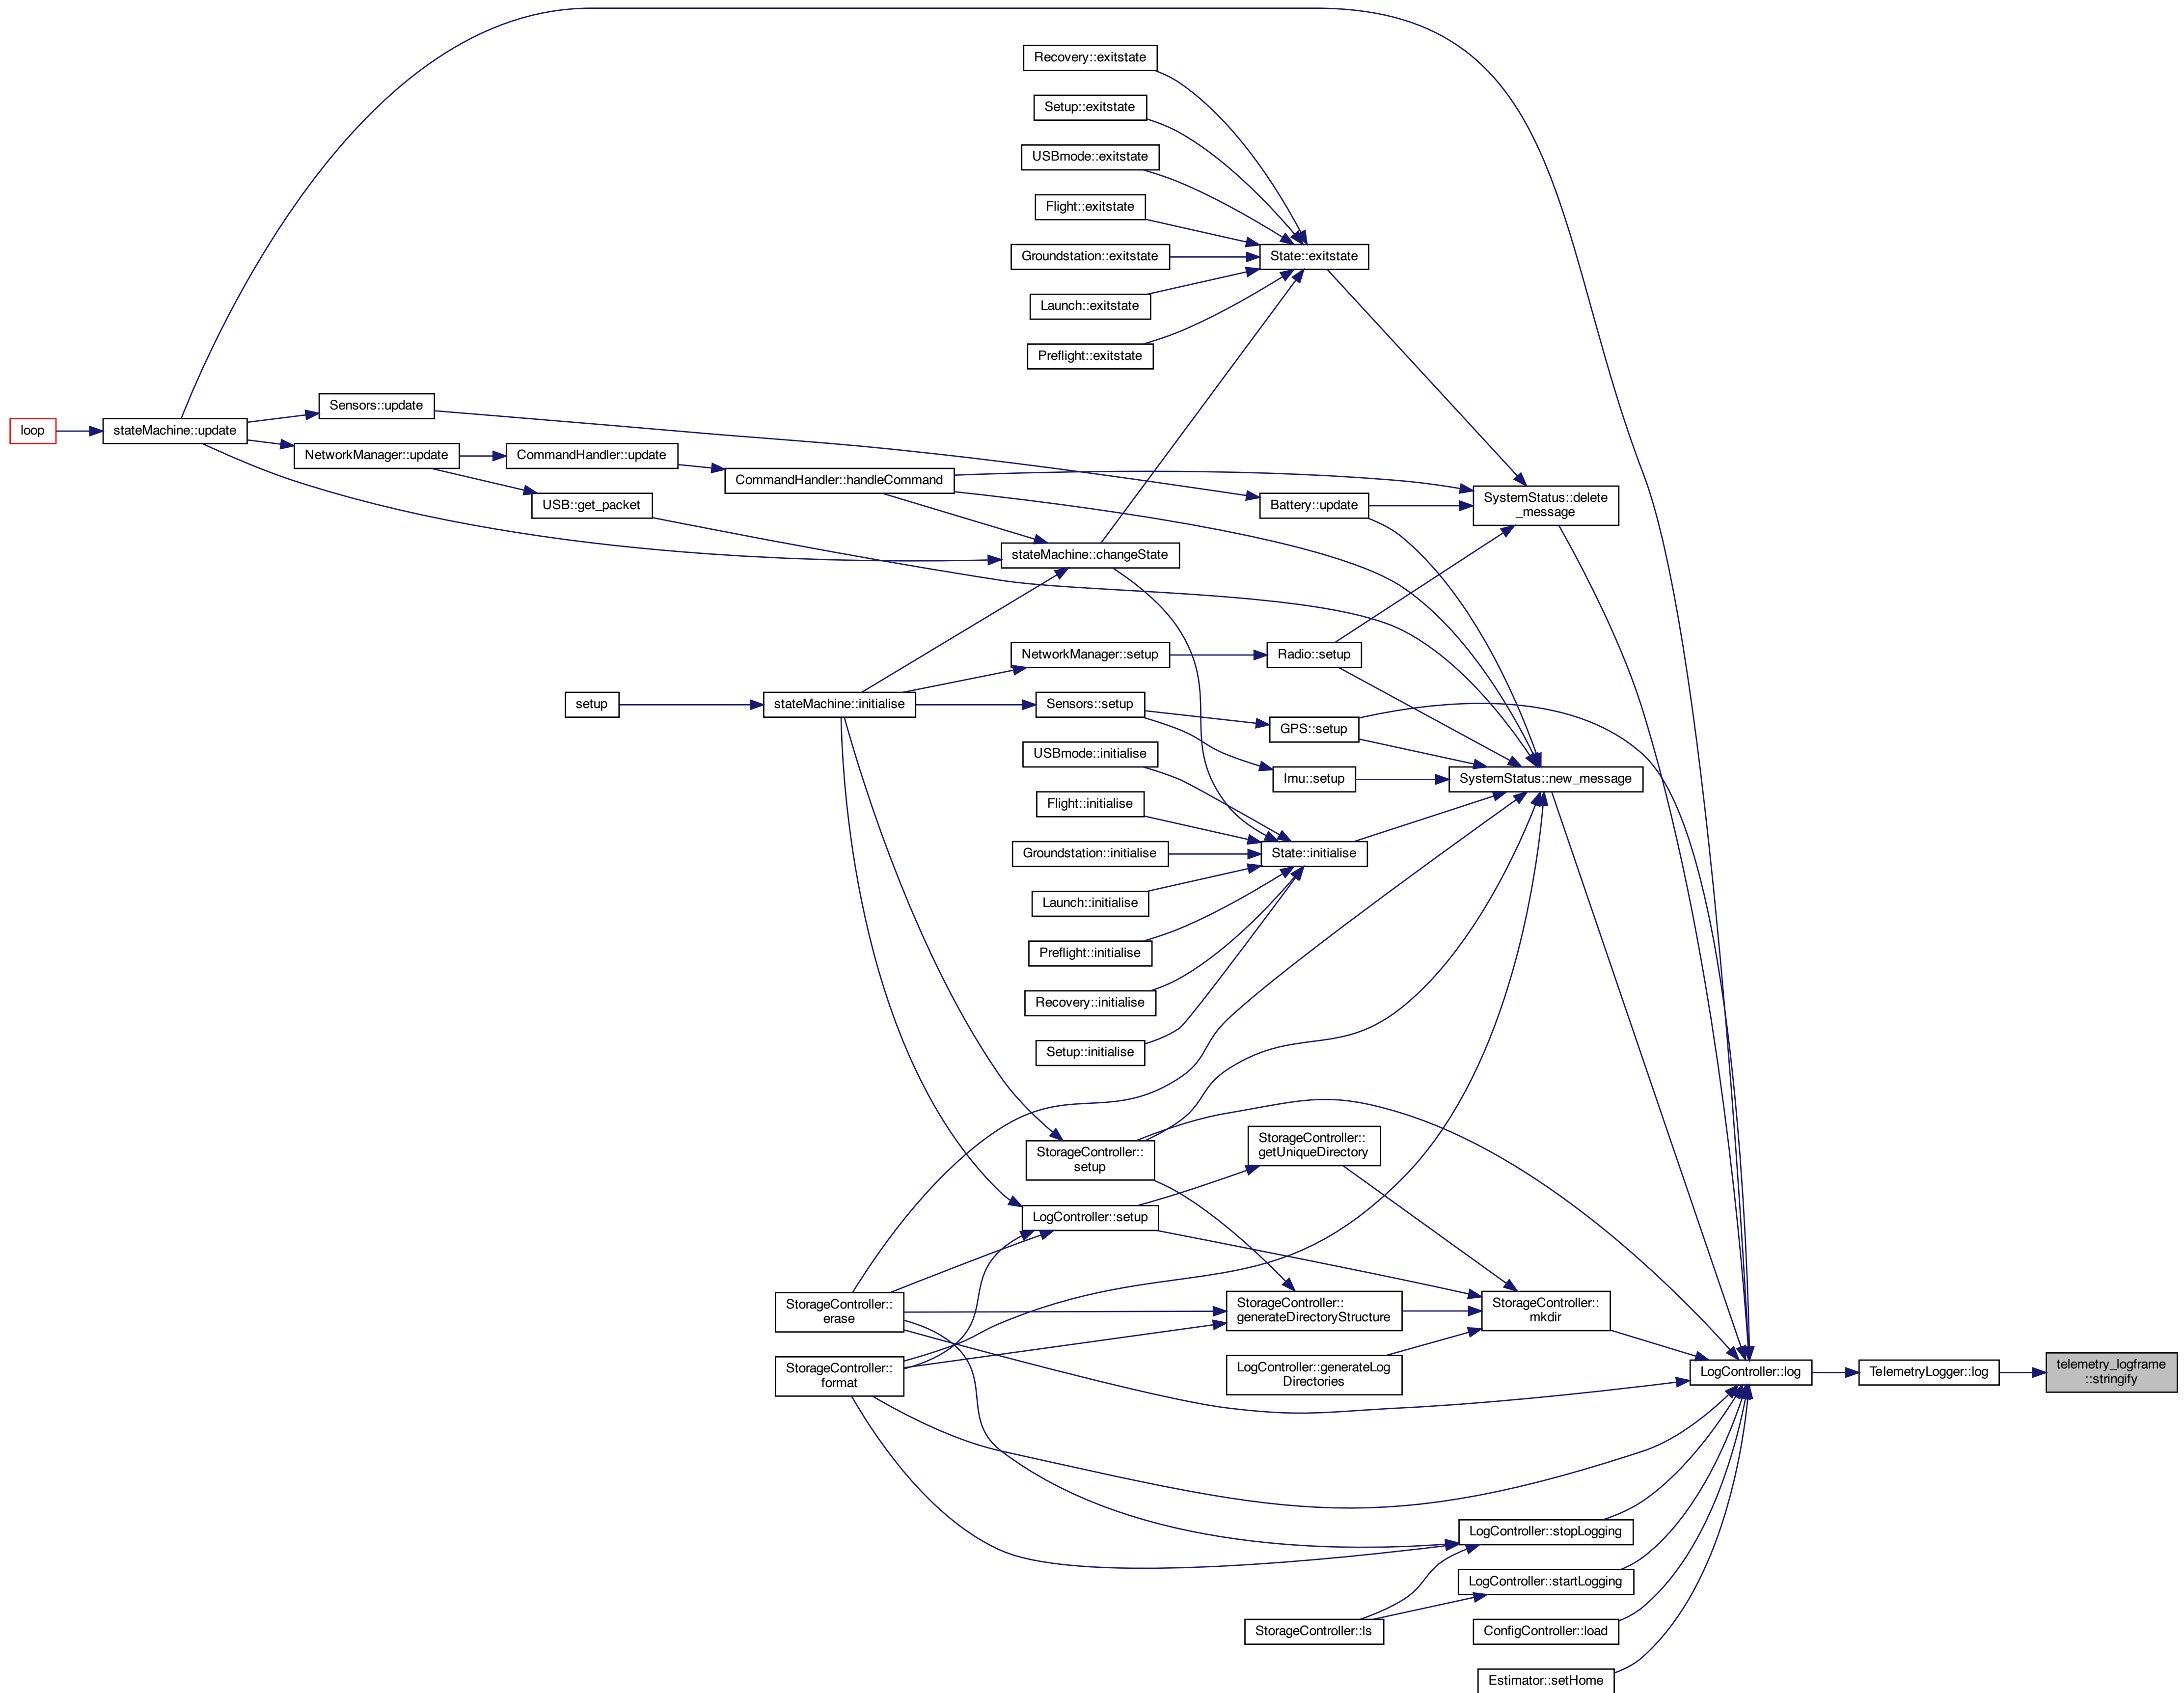 Recovery::exitstate
Setup::exitstate
USBmode::exitstate
Flight::exitstate
State::exitstate
Groundstation::exitstate
Launch::exitstate
Preflight::exitstate
Sensors::update
loop
stateMachine::update
NetworkManager::update
CommandHandler::update
CommandHandler::handleCommand
USB::get_packet
Battery::update
SystemStatus::delete
_message
stateMachine::changeState
NetworkManager::setup
Radio::setup
setup
stateMachine::initialise
Sensors::setup
GPS::setup
USBmode::initialise
Imu::setup
SystemStatus::new_message
Flight::initialise
Groundstation::initialise
State::initialise
Launch::initialise
Preflight::initialise
Recovery::initialise
Setup::initialise
StorageController::
setup
StorageController::
getUniqueDirectory
LogController::setup
StorageController::
erase
StorageController::
generateDirectoryStructure
StorageController::
mkdir
StorageController::
format
LogController::generateLog
Directories
LogController::log
TelemetryLogger::log
telemetry_logframe
::stringify
LogController::stopLogging
LogController::startLogging
StorageController::ls
ConfigController::load
Estimator::setHome